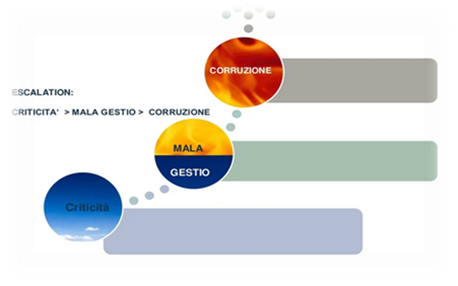 CORRUZIONE
ESCALATION:
CRITICITA' > MALA GESTIO > CORRUZIONE
MALA
GESTIO
Criticità